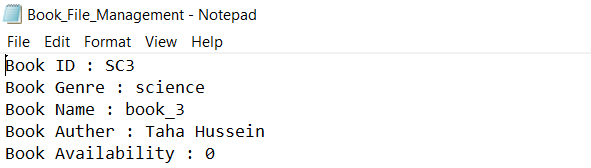 Book_File_Management - Notepad
File Edit Format View Help
Book ID : SC3
Book Genre : science
Book Name : book_3
Book Auther : Taha Hussein
Book Availability : 0